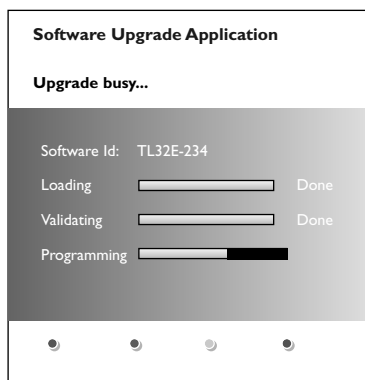 Software Upgrade Application
Upgrade busy...
Software Id: TL32E-234
Loading Done
Validating Done
Programming